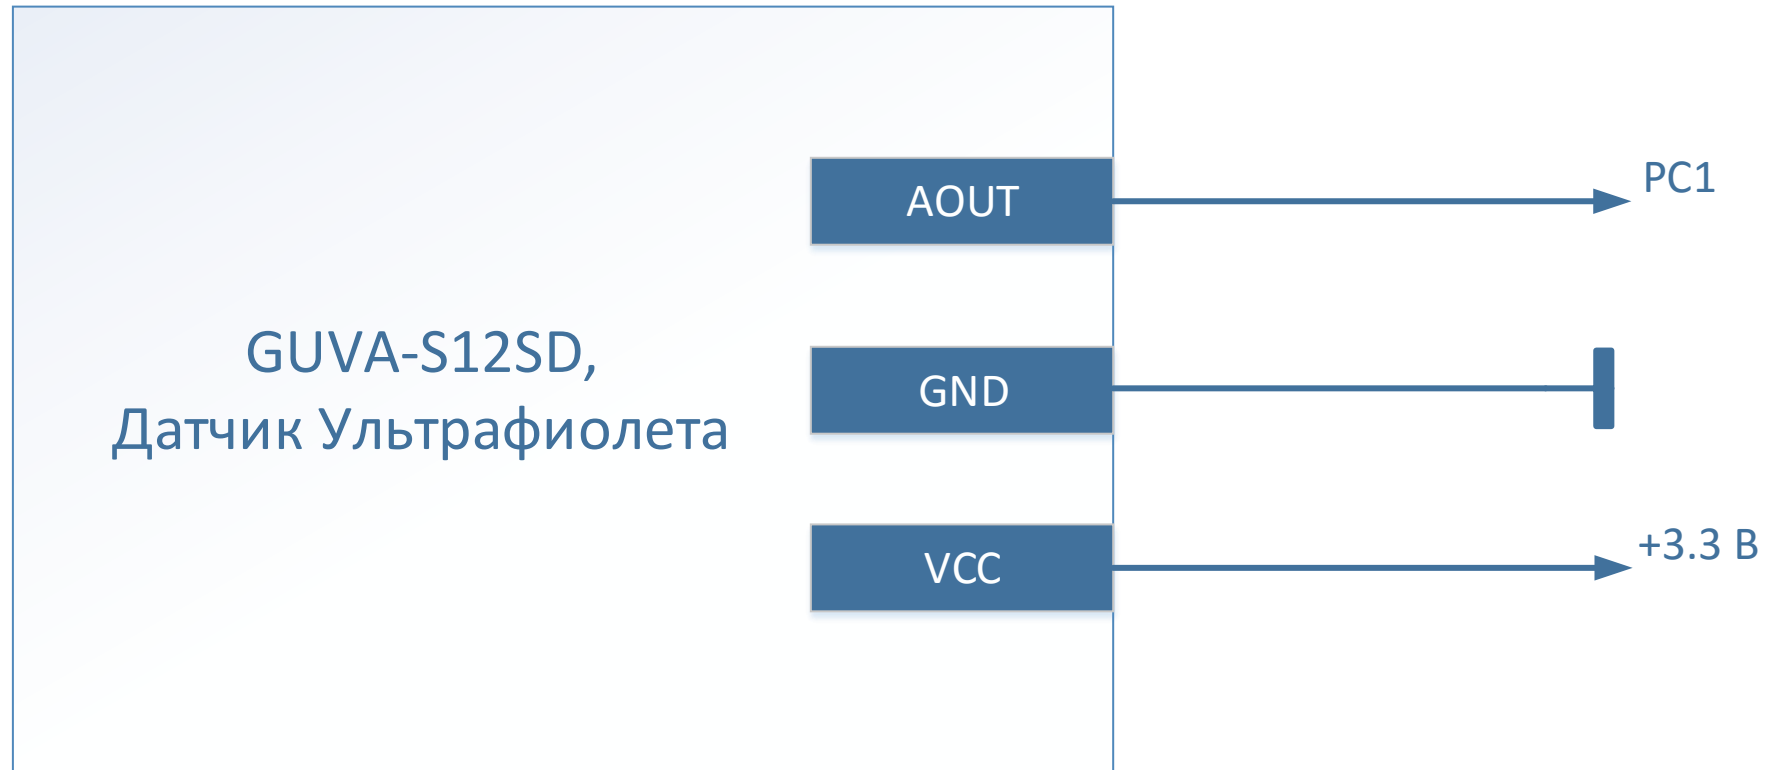 AOUT
PC1
GUVA-S12SD,
Датчик Ультрафиолета
GND
VCC
+3.3 В